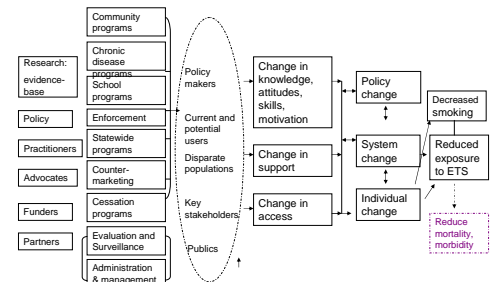 Research:
evidence-
base
Policy
Practitioners
Advocates
Funders
Partners
Community
programs
Chronic
disease
programs
School
programs
Enforcement
Statewide
programs
Counter-
marketing
Cessation
programs
Evaluation and
Surveillance
Administration
& management
Policy
makers
Current and
potential
users
Disparate
populations
Key
stakeholders
Publics
Change in
knowledge,
attitudes,
skills,
motivation
Change in
support
Change in
access
Policy
change
System
change
Individual
change
Decreased
smoking
Reduced
exposure
to ETS
Reduce
mortality,
morbidity